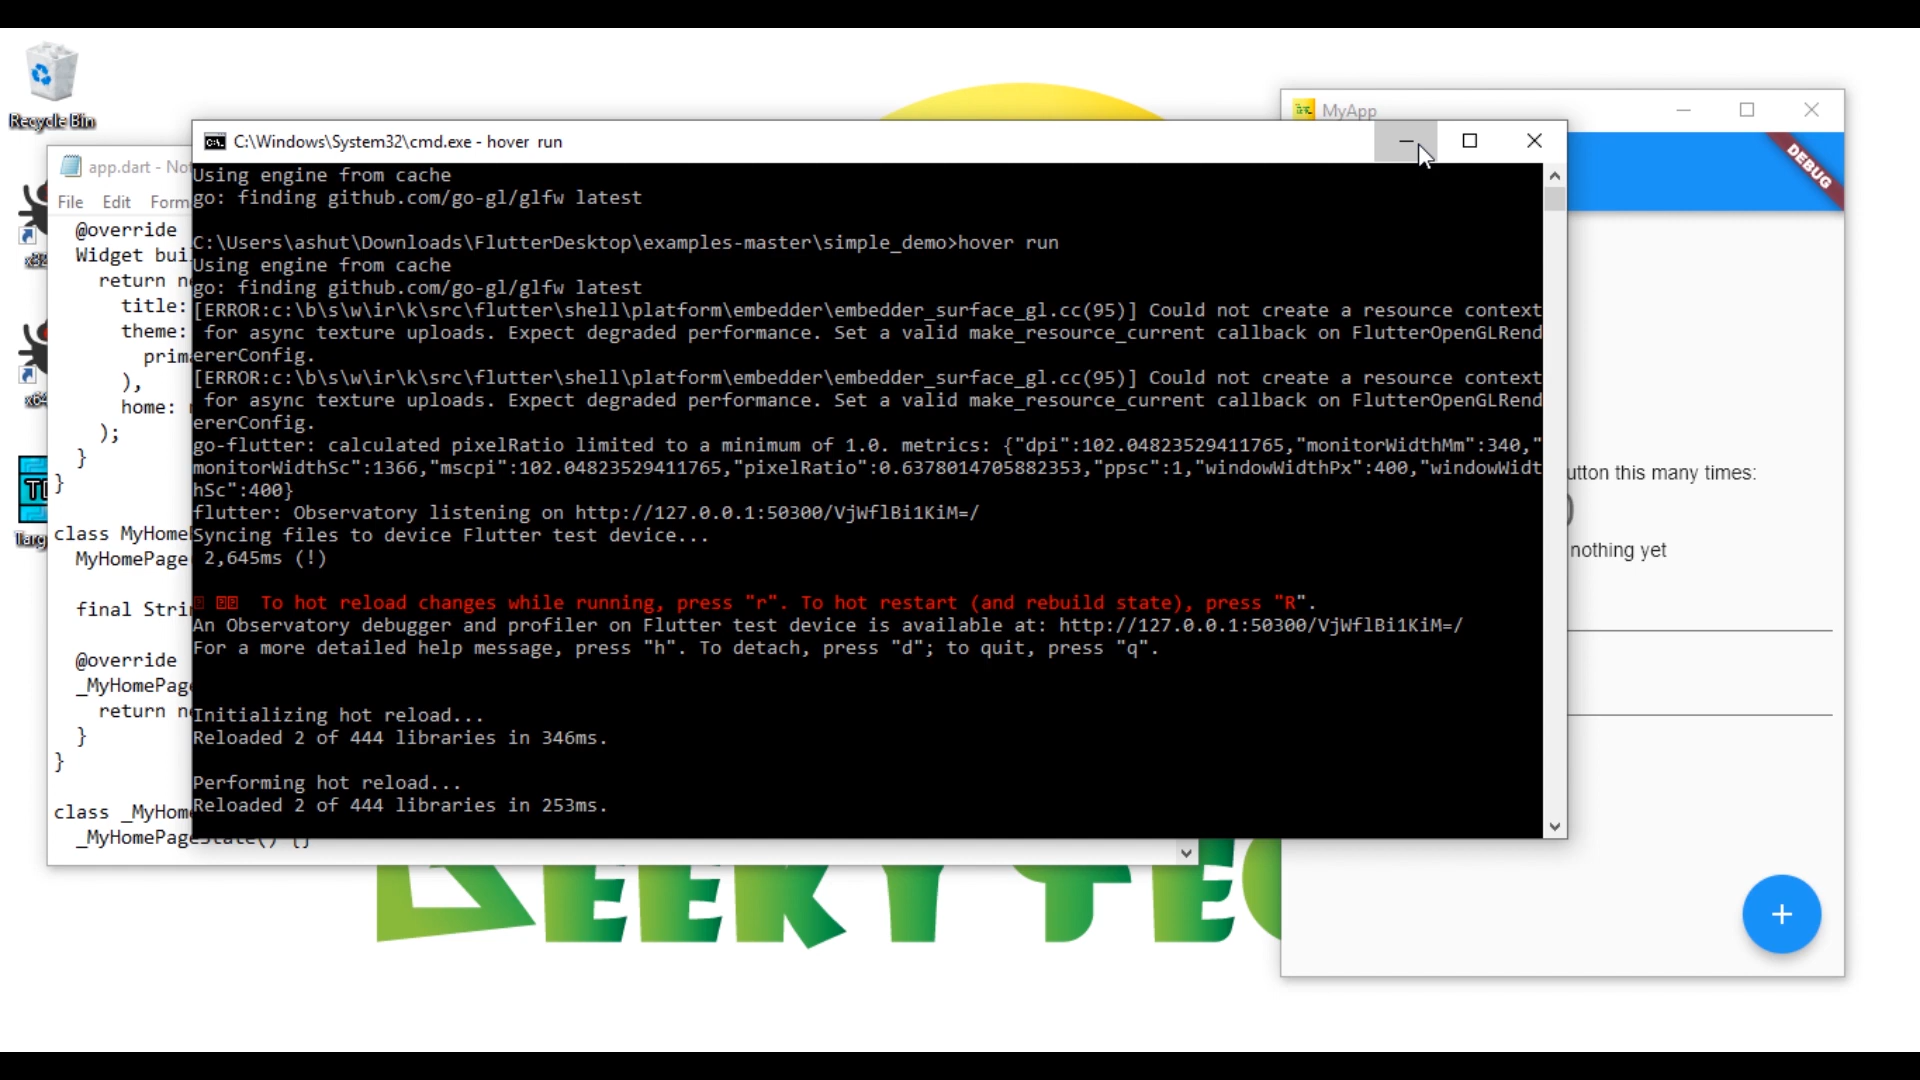 Recycle Bin
MyApp
DEBUG
C:\Windows\System32\cmd.exe - hover run
app.dart
File Edit
@override
Widget
return
title:
theme:
),
home:
);
}
}
class
MyHomePage
final
@override
return
}
}
class
Using engine from cache
go: finding github.com/go-gl/glfw latest
C:\Users\ashut\Downloads\FlutterDesktop\examples-master\simple_demo>hover run
Using engine from cache
go: finding github.com/go-gl/glfw latest
[ERROR:c:\b\s\w\ir\k\src\flutter\shell\platform\embedder\embedder_surface_gl.cc(95)] Could not create a resource context
for async texture uploads. Expect degraded performance. Set a valid make_resource_current callback on FlutterOpenGLRend
ererConfig.
[ERROR:c:\b\s\w\ir\k\src\flutter\shell\platform\embedder\embedder_surface_gl.cc(95)] Could not create a resource context
for async texture uploads. Expect degraded performance. Set a valid make_resource_current callback on FlutterOpenGLRend
ererConfig.
go-flutter: calculated pixelRatio limited to a minimum of 1.0. metrics: {"dpi":102.04823529411765,"monitorWidthMm":340,"
monitorWidthSc":1366,"mscpi":102.04823529411765,"pixelRatio":0.6378014705882353,"ppsc":1,"windowWidthPx":400,"windowWidt
hSc":400}
flutter: Observatory listening on http://127.0.0.1:50300/VjWflBi1KiM=/
Syncing files to device Flutter test device...
2,645ms (!)
To hot reload changes while running, press "r". To hot restart (and rebuild state), press "R".
An Observatory debugger and profiler on Flutter test device is available at: http://127.0.0.1:50300/VjWflBi1KiM=/
For a more detailed help message, press "h". To detach, press "d"; to quit, press "q".
Initializing hot reload...
Reloaded 2 of 444 libraries in 346ms.
Performing hot reload...
Reloaded 2 of 444 libraries in 253ms.
this many times:
nothing yet